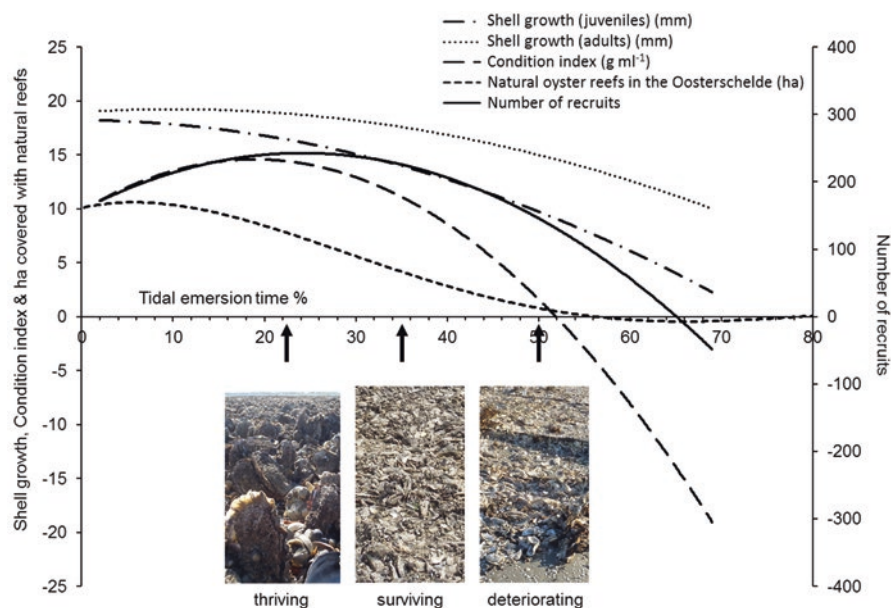 Shell growth (juveniles) (mm)
Shell growth (adults) (mm)
Condition index (g ml⁻¹)
Natural oyster reefs in the Oosterschelde (ha)
Number of recruits
Shell growth, Condition index & ha covered with natural reefs
25
20
15
10
5
0
-5
-10
-15
-20
-25
Tidal emersion time %
0 10 20 30 40 50 60 70 80
400
300
200
100
0
-100
-200
-300
-400
Number of recruits
thriving surviving deteriorating